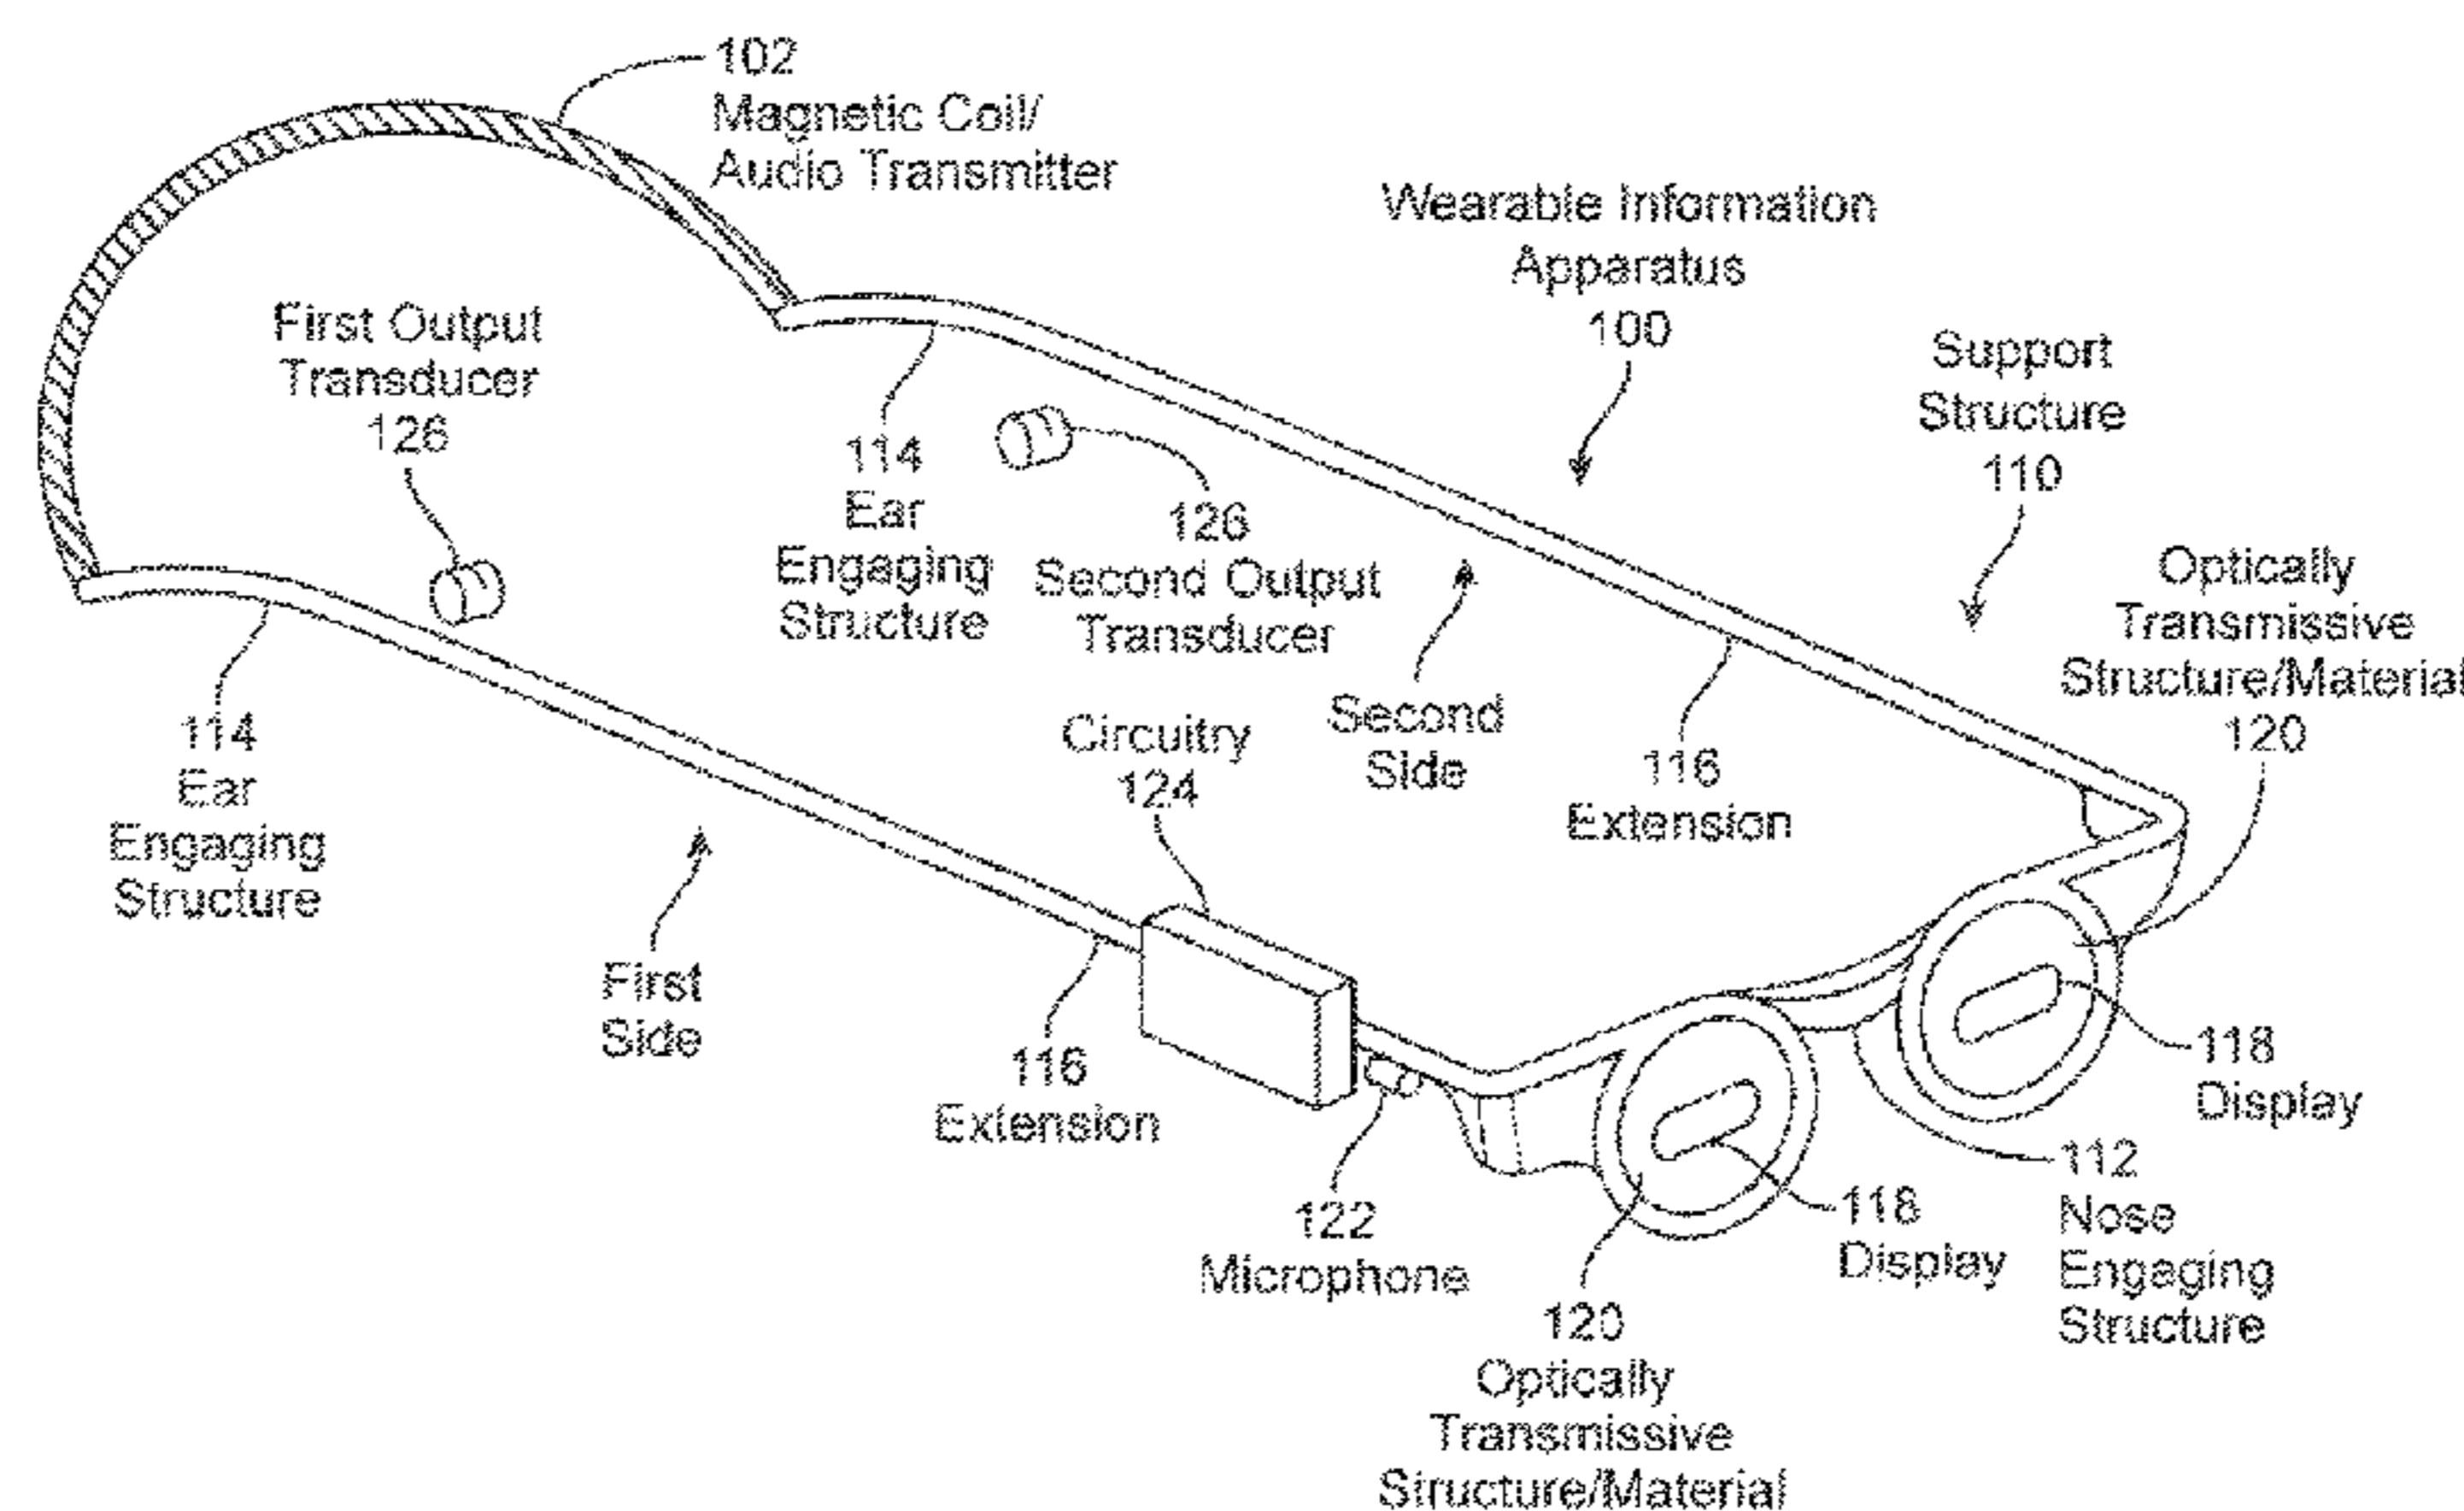 102
Magnetic Coil/
Audio Transmitter
Wearable Information
Apparatus
100
Support
Structure
110
First Output
Transducer
126
114
Ear
Engaging
Structure
126
Second Output
Transducer
Optically
Transmissive
Structure/Material
120
114
Ear
Engaging
Structure
Circuitry
124
Second
Side
116
Extension
First
Side
116
Extension
122
Microphone
118
Display
118
Display
112
Nose
Engaging
Structure
120
Optically
Transmissive
Structure/Material